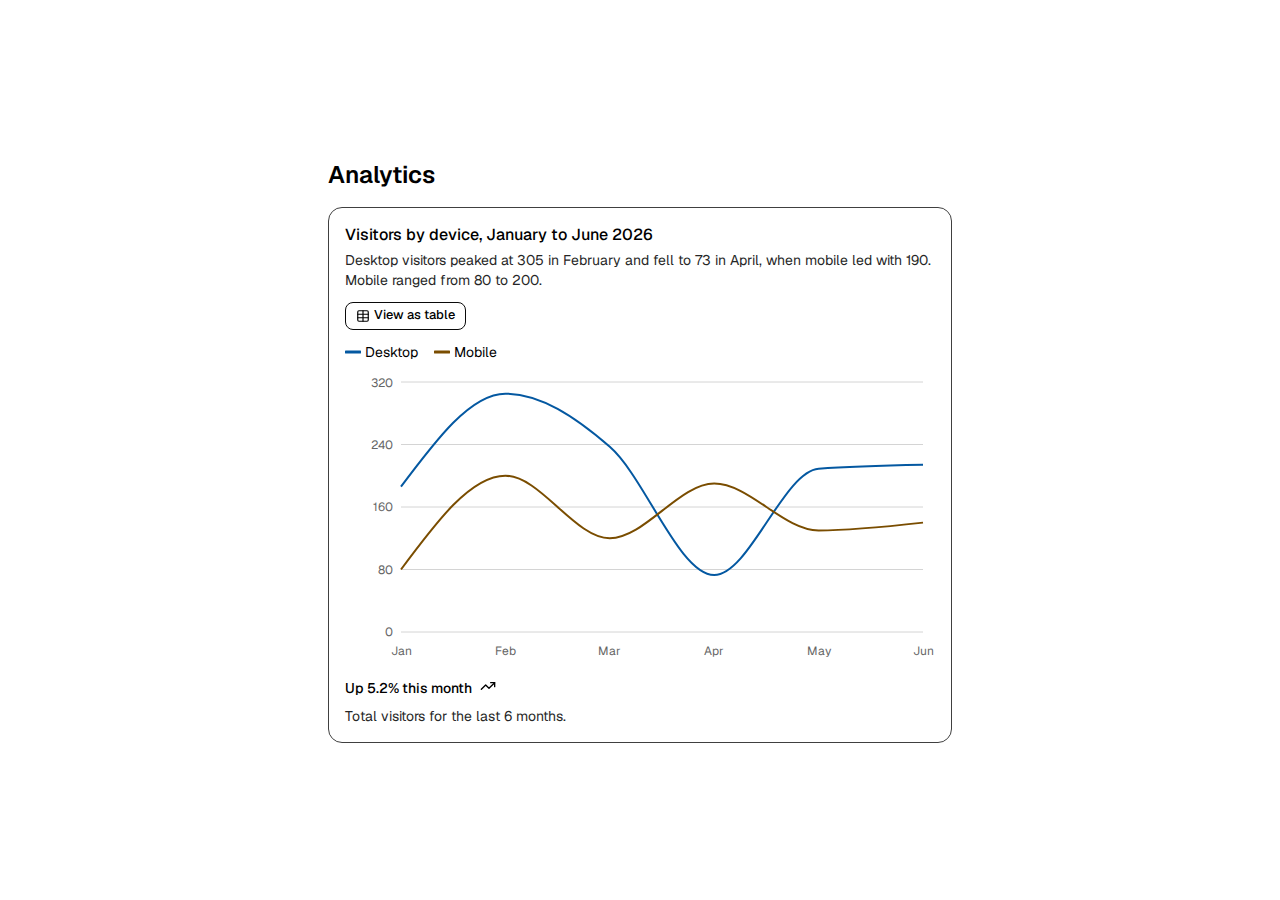 Analytics
Visitors by device, January to June 2026
Desktop visitors peaked at 305 in February and fell to 73 in April, when mobile led with 190.
Mobile ranged from 80 to 200.
View as table
Desktop Mobile
320
240
160
80
0
Jan Feb Mar Apr May Jun
Up 5.2% this month
Total visitors for the last 6 months.